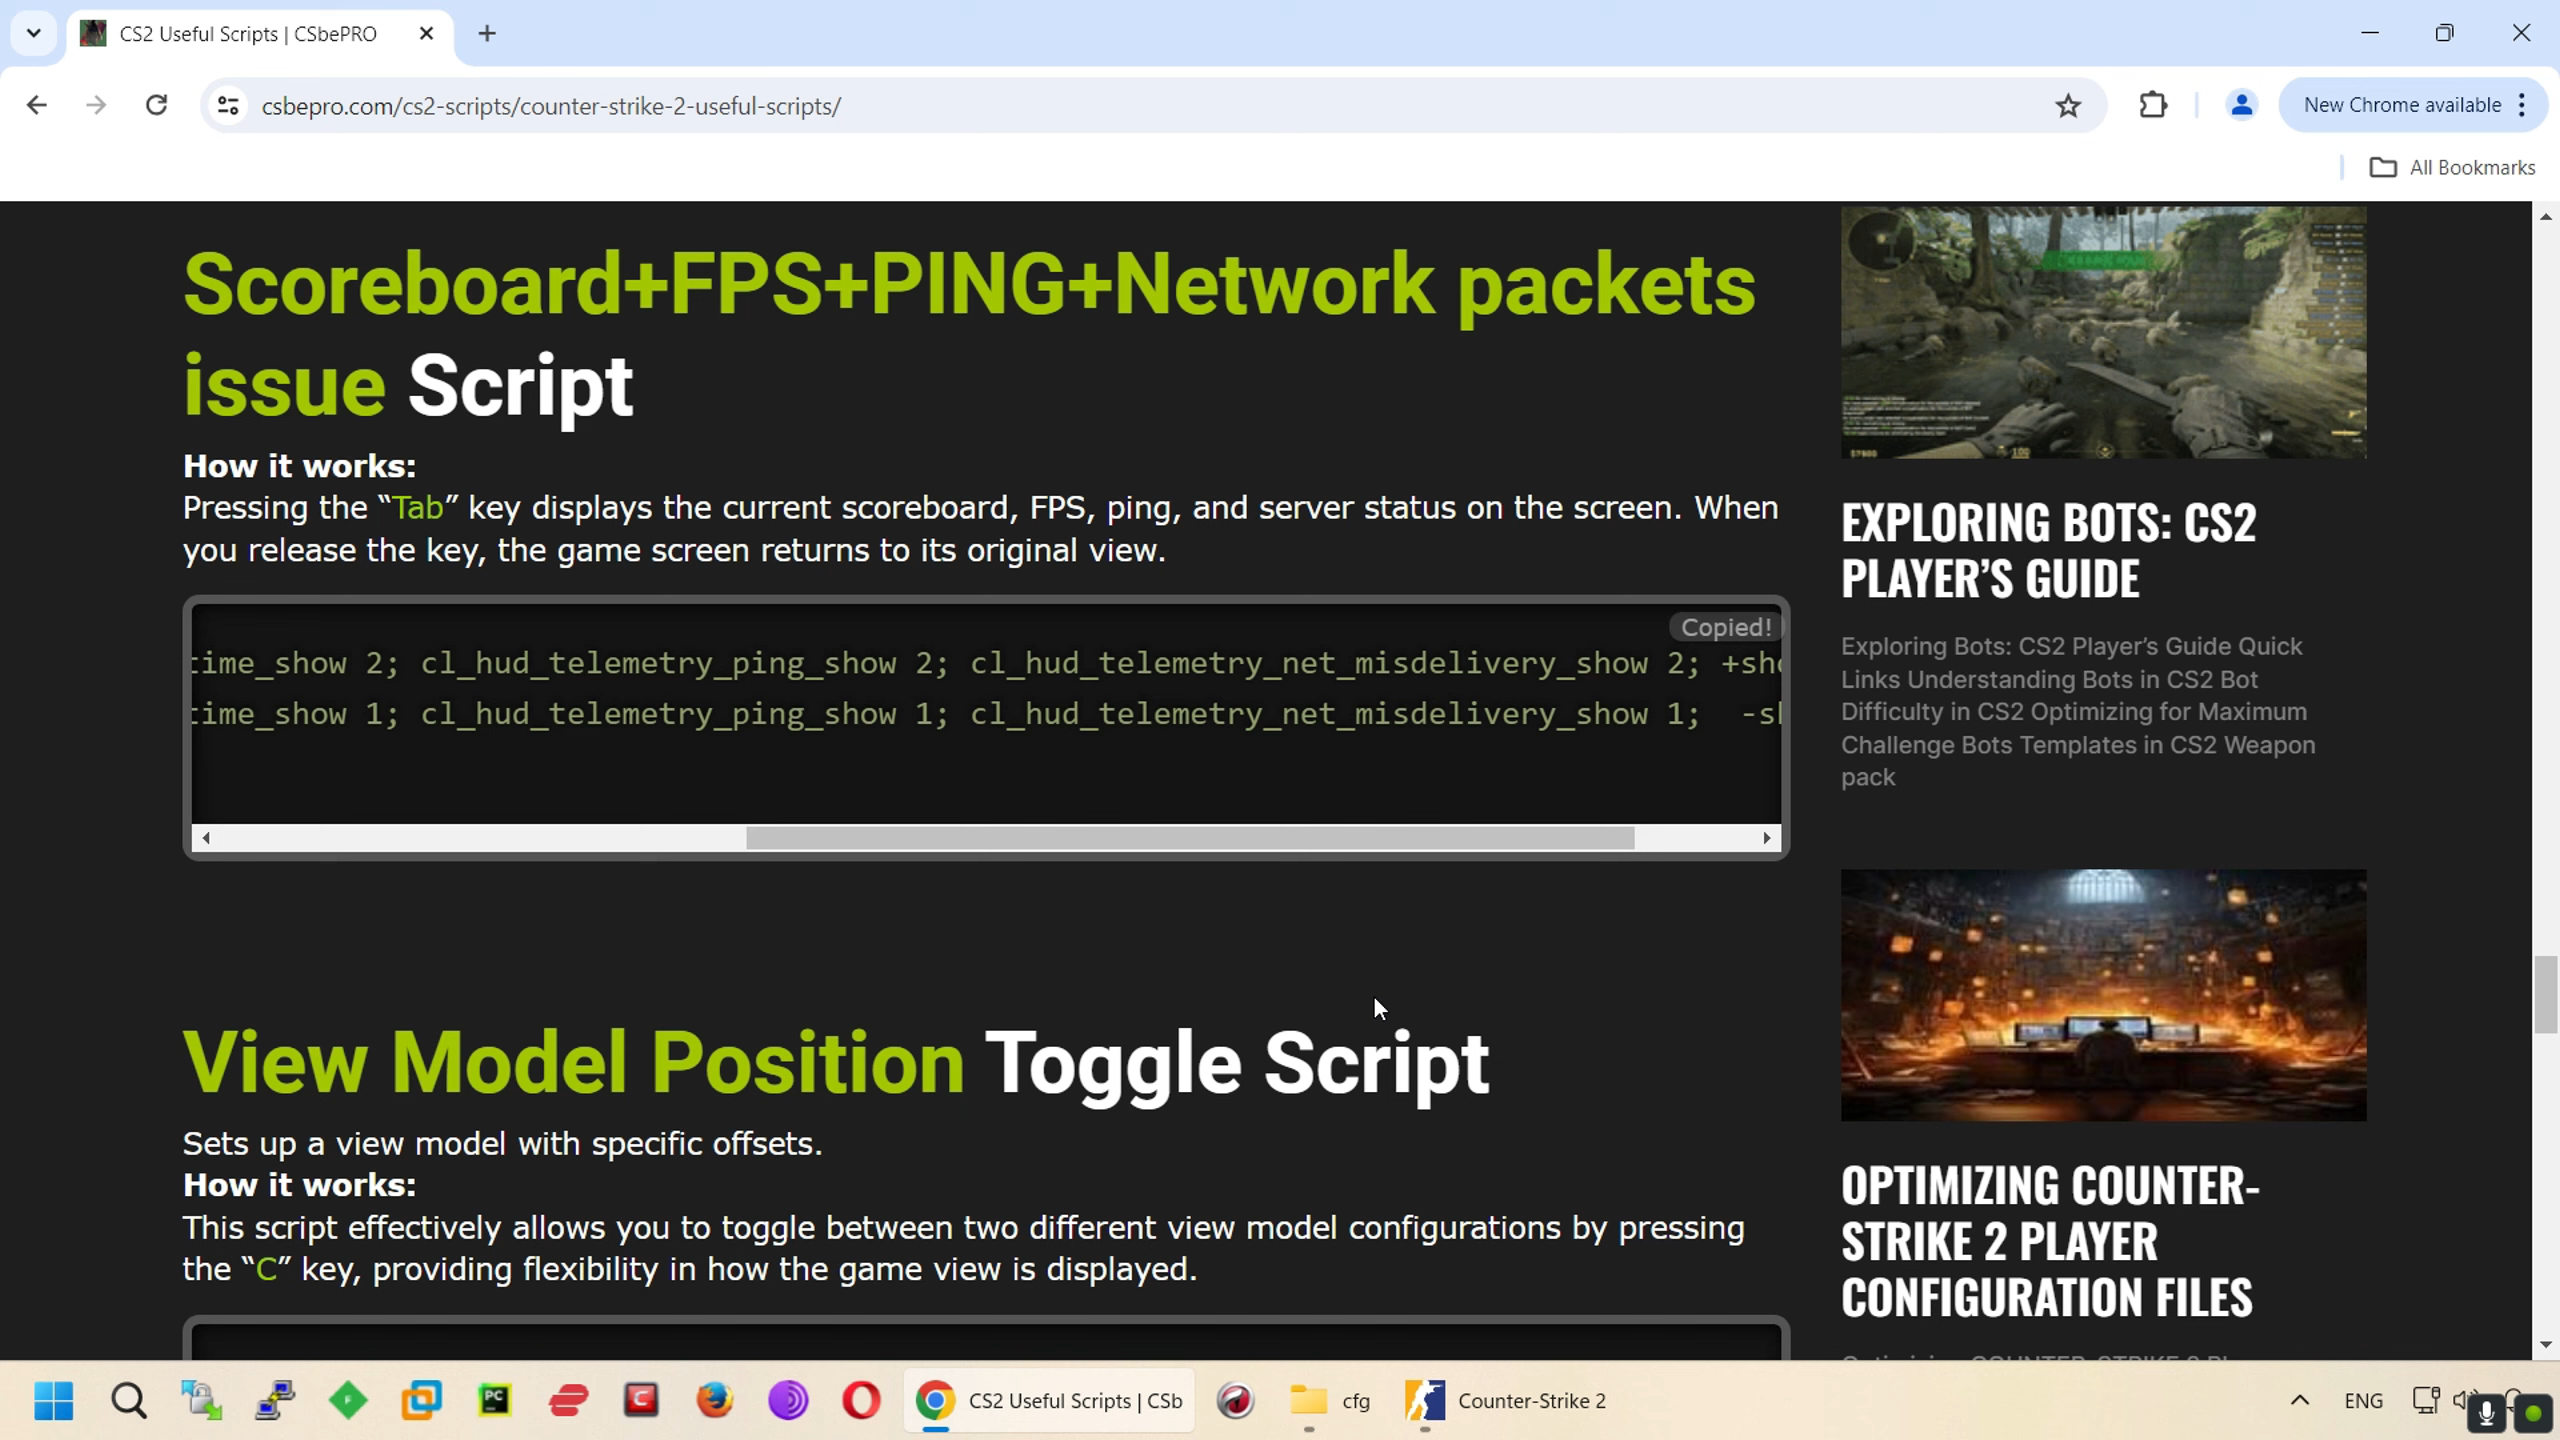 CS2 Useful Scripts | CSbePRO
csbepro.com/cs2-scripts/counter-strike-2-useful-scripts/
New Chrome available
All Bookmarks
Scoreboard+FPS+PING+Network packets
issue Script
How it works:
Pressing the “Tab” key displays the current scoreboard, FPS, ping, and server status on the screen. When
you release the key, the game screen returns to its original view.
Copied!
time_show 2; cl_hud_telemetry_ping_show 2; cl_hud_telemetry_net_misdelivery_show 2; +sho
time_show 1; cl_hud_telemetry_ping_show 1; cl_hud_telemetry_net_misdelivery_show 1;  -sh
View Model Position Toggle Script
Sets up a view model with specific offsets.
How it works:
This script effectively allows you to toggle between two different view model configurations by pressing
the “C” key, providing flexibility in how the game view is displayed.
EXPLORING BOTS: CS2
PLAYER’S GUIDE
Exploring Bots: CS2 Player’s Guide Quick
Links Understanding Bots in CS2 Bot
Difficulty in CS2 Optimizing for Maximum
Challenge Bots Templates in CS2 Weapon
pack
OPTIMIZING COUNTER-
STRIKE 2 PLAYER
CONFIGURATION FILES
PC
CS2 Useful Scripts | CSb
cfg
Counter-Strike 2
ENG